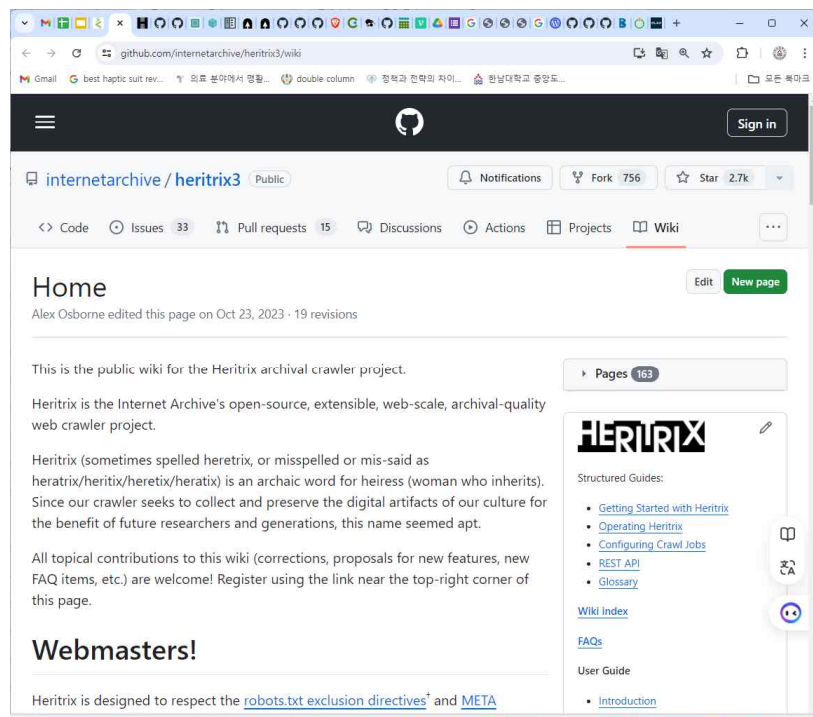 github.com/internetarchive/heritrix3/wiki
Gmail
best haptic suit rev...
의료 분야에서 명확...
double column
정책과 전략의 차이...
한남대학교 중앙도...
모든 북마크
Sign in
internetarchive / heritrix3 Public
Notifications
Fork 756
Star 2.7k
Code
Issues 33
Pull requests 15
Discussions
Actions
Projects
Wiki
Home
Edit
New page
Alex Osborne edited this page on Oct 23, 2023 · 19 revisions
This is the public wiki for the Heritrix archival crawler project.
Heritrix is the Internet Archive's open-source, extensible, web-scale, archival-quality
web crawler project.
Heritrix (sometimes spelled heretrix, or misspelled or mis-said as
heratrix/heritix/heretix/heratix) is an archaic word for heiress (woman who inherits).
Since our crawler seeks to collect and preserve the digital artifacts of our culture for
the benefit of future researchers and generations, this name seemed apt.
All topical contributions to this wiki (corrections, proposals for new features, new
FAQ items, etc.) are welcome! Register using the link near the top-right corner of
this page.
Webmasters!
Heritrix is designed to respect the robots.txt exclusion directives† and META
Pages 163
HERITRIX
Structured Guides:
• Getting Started with Heritrix
• Operating Heritrix
• Configuring Crawl Jobs
• REST API
• Glossary
Wiki index
FAQs
User Guide
• Introduction